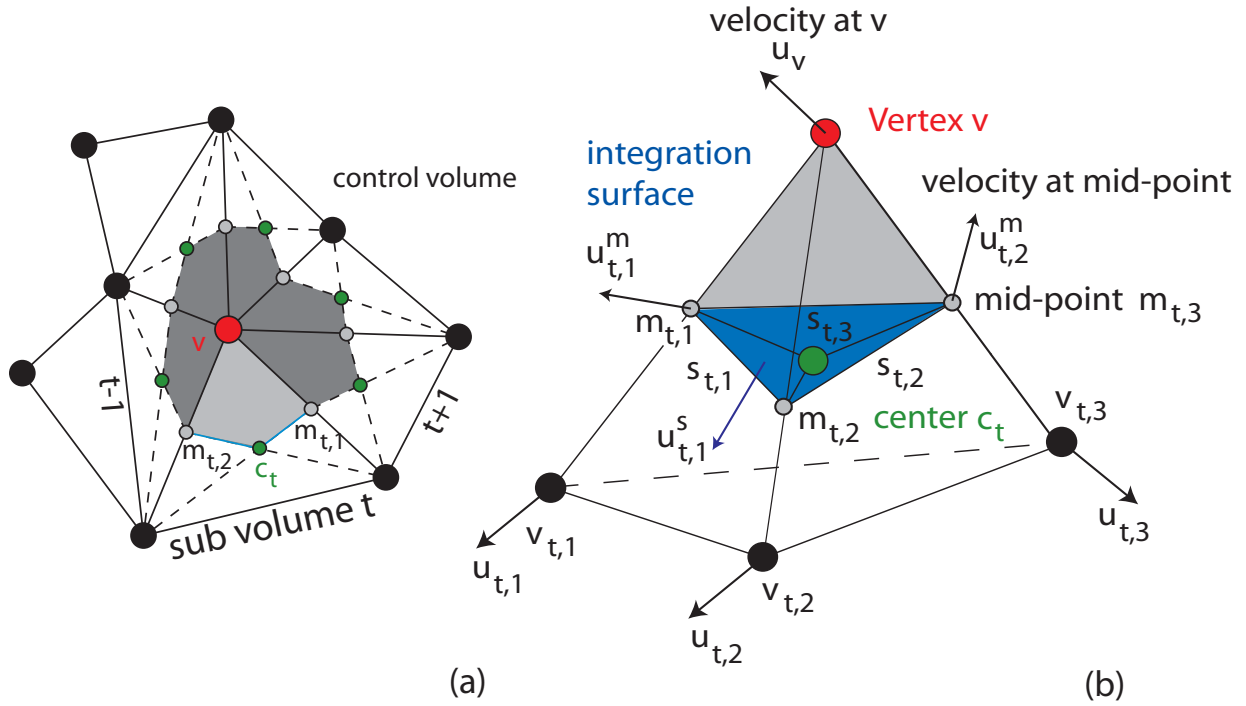 control volume
v
t-1
t+1
m_{t,1}
m_{t,2}
c_t
sub volume t
(a)
velocity at v
u_v
Vertex v
integration
surface
velocity at mid-point
u^m_{t,1}
u^m_{t,2}
m_{t,1}
s_{t,3}
mid-point m_{t,3}
s_{t,1}
s_{t,2}
m_{t,2}
center c_t
u^s_{t,1}
v_{t,3}
v_{t,1}
u_{t,3}
u_{t,1}
v_{t,2}
u_{t,2}
(b)